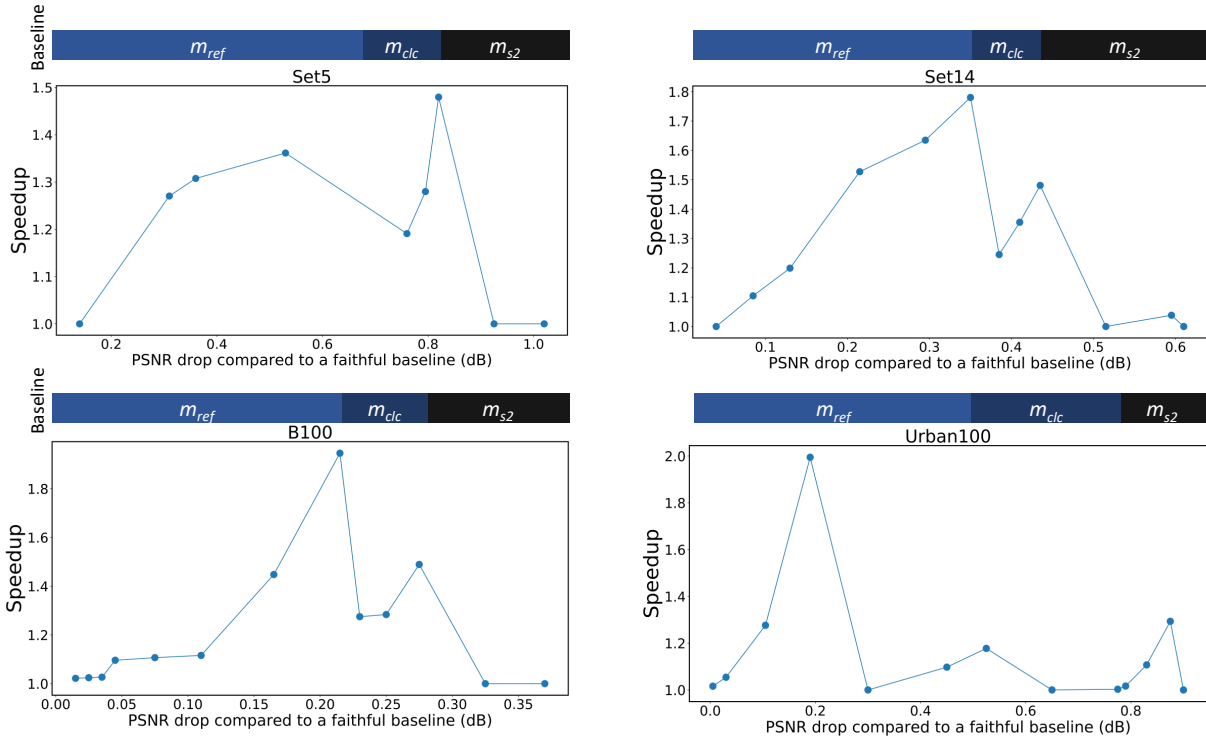 Baseline
m_ref m_clc m_s2
Set5
1.5
1.4
1.3
1.2
1.1
1.0
Speedup
0.2 0.4 0.6 0.8 1.0
PSNR drop compared to a faithful baseline (dB)
m_ref m_clc m_s2
Set14
1.8
1.7
1.6
1.5
1.4
1.3
1.2
1.1
1.0
Speedup
0.1 0.2 0.3 0.4 0.5 0.6
PSNR drop compared to a faithful baseline (dB)
Baseline
m_ref m_clc m_s2
B100
1.8
1.6
1.4
1.2
1.0
Speedup
0.00 0.05 0.10 0.15 0.20 0.25 0.30 0.35
PSNR drop compared to a faithful baseline (dB)
m_ref m_clc m_s2
Urban100
2.0
1.8
1.6
1.4
1.2
1.0
Speedup
0.0 0.2 0.4 0.6 0.8
PSNR drop compared to a faithful baseline (dB)